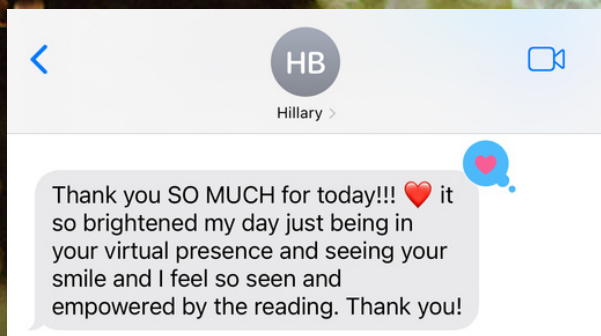 HB
Hillary
Thank you SO MUCH for today!!! ❤️ it
so brightened my day just being in
your virtual presence and seeing your
smile and I feel so seen and
empowered by the reading. Thank you!